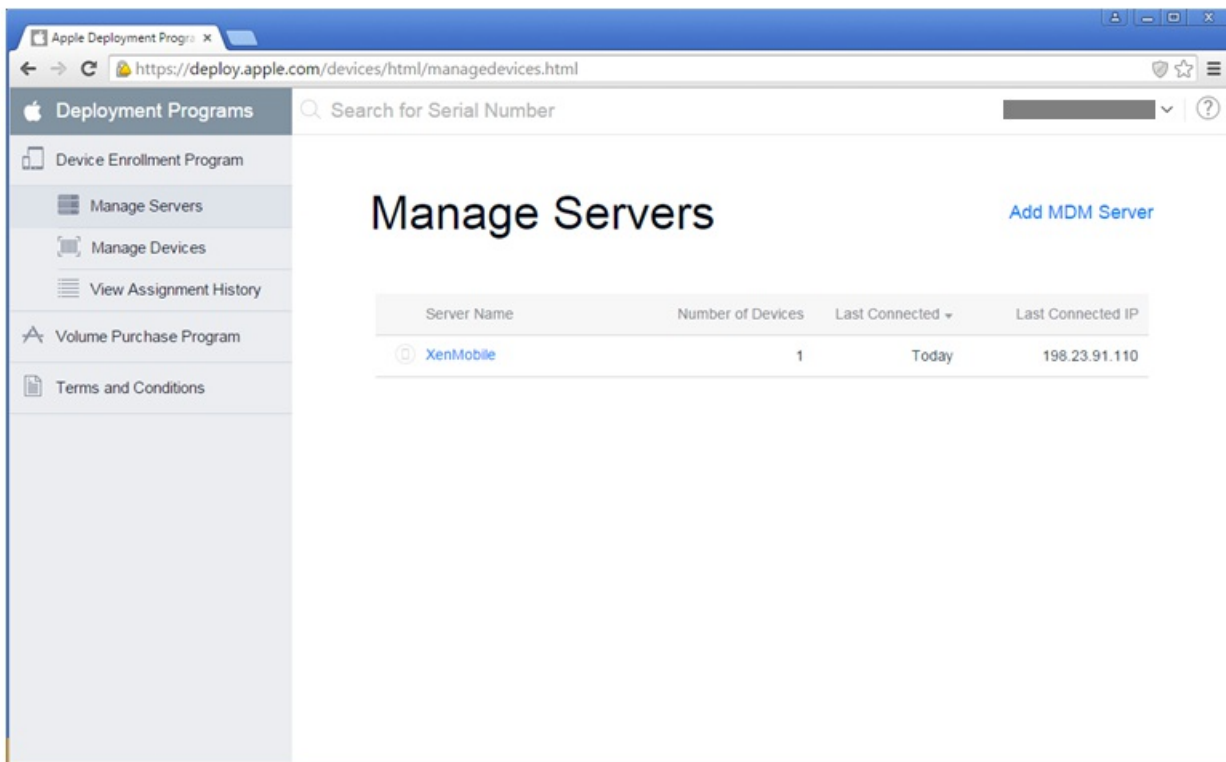 Apple Deployment Progra
https://deploy.apple.com/devices/html/managedevices.html
Deployment Programs
Search for Serial Number
?
Device Enrollment Program
Manage Servers
Manage Devices
View Assignment History
Volume Purchase Program
Terms and Conditions
Manage Servers
Add MDM Server
Server Name Number of Devices Last Connected Last Connected IP
XenMobile 1 Today 198.23.91.110